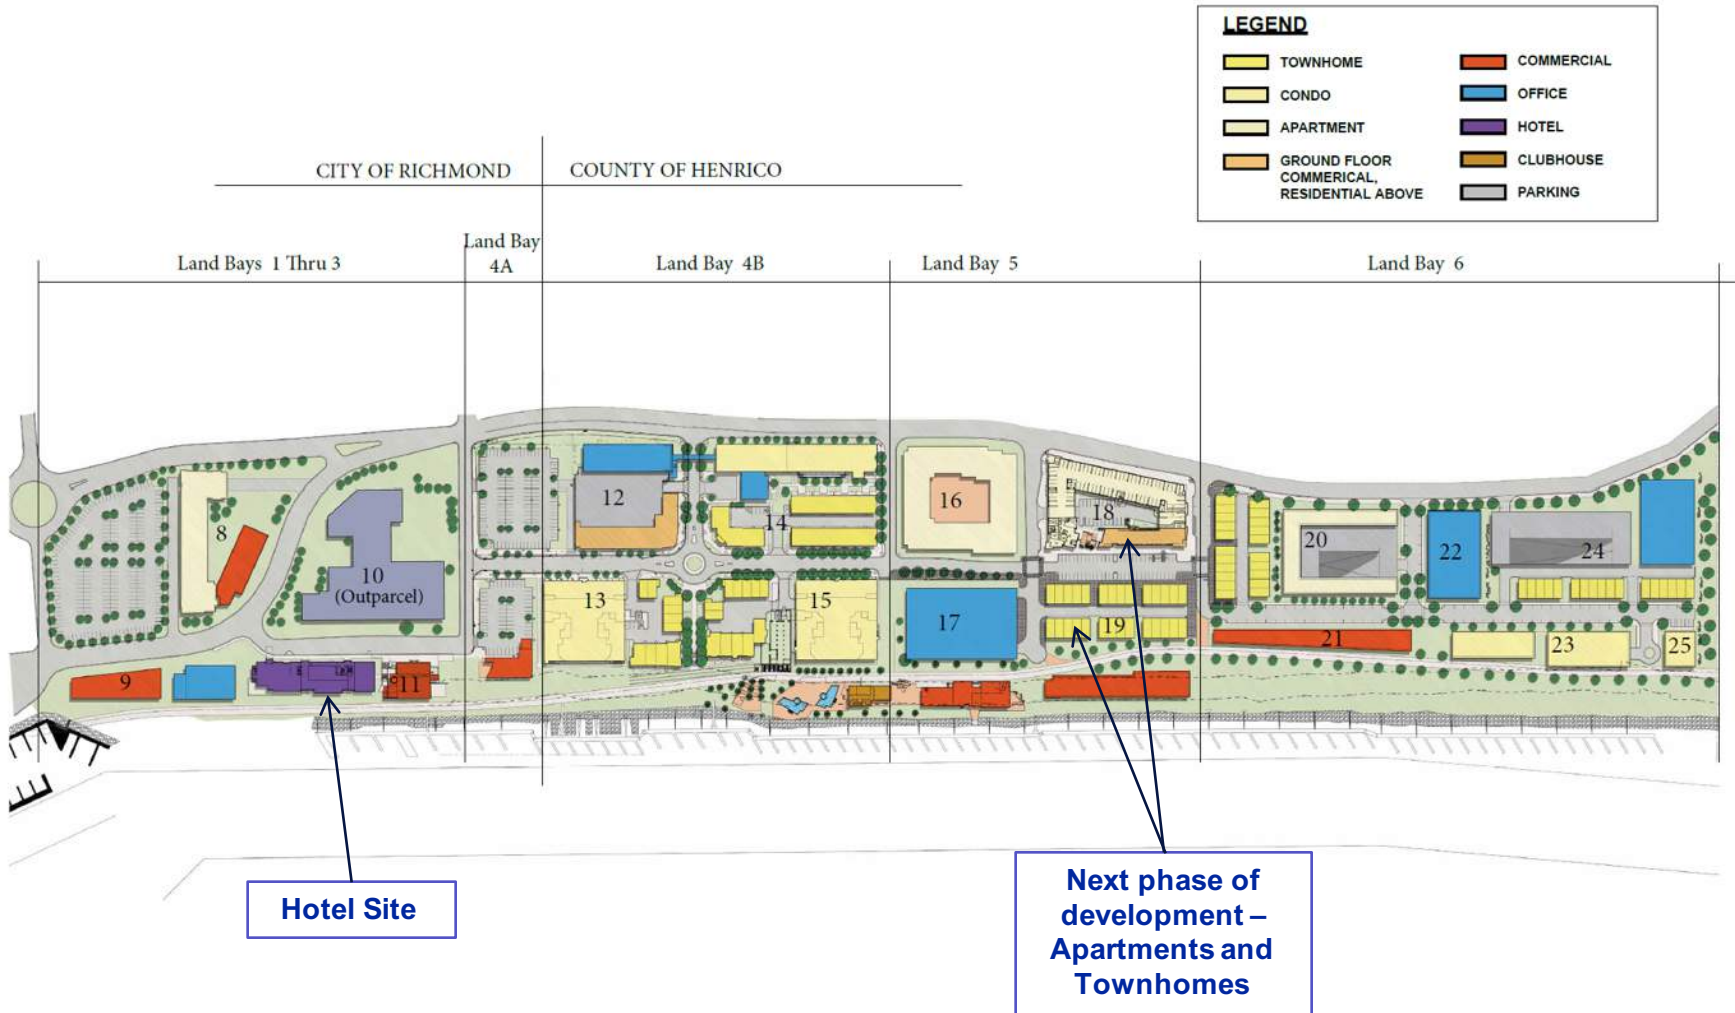 LEGEND
TOWNHOME
CONDO
APARTMENT
GROUND FLOOR
COMMERICAL,
RESIDENTIAL ABOVE
COMMERCIAL
OFFICE
HOTEL
CLUBHOUSE
PARKING
CITY OF RICHMOND
COUNTY OF HENRICO
Land Bays 1 Thru 3
Land Bay
4A
Land Bay 4B
Land Bay 5
Land Bay 6
8
9
10
(Outparcel)
11
12
13
14
15
16
17
18
19
20
21
22
23
24
25
Hotel Site
Next phase of
development –
Apartments and
Townhomes